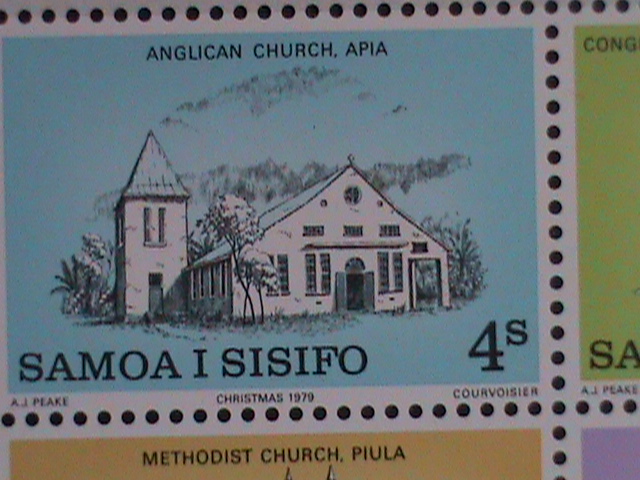 ANGLICAN CHURCH, APIA
SAMOA I SISIFO
4s
A.J. PEAKE
CHRISTMAS 1979
COURVOISIER
CONG
SA
A.J. PEAKE
METHODIST CHURCH, PIULA